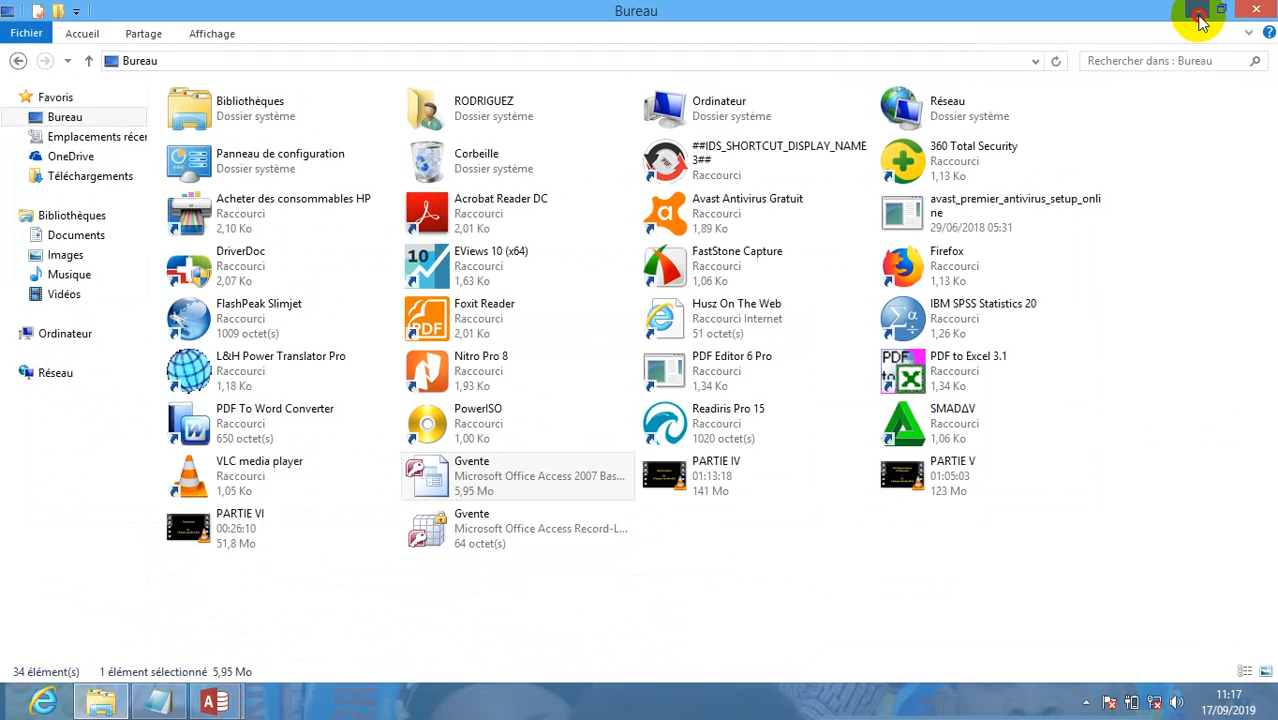 Bureau
Fichier
Accueil
Partage
Affichage
Bureau
Rechercher dans : Bureau
Favoris
Bureau
Emplacements récer
OneDrive
Téléchargements
Bibliothèques
Documents
Images
Musique
Vidéos
Ordinateur
Réseau
Bibliothèques
Dossier système
RODRIGUEZ
Dossier système
Ordinateur
Dossier système
Réseau
Dossier système
Panneau de configuration
Dossier système
Corbeille
Dossier système
##IDS_SHORTCUT_DISPLAY_NAME
3##
Raccourci
360 Total Security
Raccourci
1,13 Ko
Acheter des consommables HP
Raccourci
2,10 Ko
Acrobat Reader DC
Raccourci
2,01 Ko
Avast Antivirus Gratuit
Raccourci
1,89 Ko
avast_premier_antivirus_setup_onli
ne
29/06/2018 05:31
DriverDoc
Raccourci
2,07 Ko
EViews 10 (x64)
Raccourci
1,63 Ko
FastStone Capture
Raccourci
1,06 Ko
Firefox
Raccourci
1,13 Ko
FlashPeak Slimjet
Raccourci
1009 octet(s)
Foxit Reader
Raccourci
2,01 Ko
Husz On The Web
Raccourci Internet
51 octet(s)
IBM SPSS Statistics 20
Raccourci
1,26 Ko
L&H Power Translator Pro
Raccourci
1,18 Ko
Nitro Pro 8
Raccourci
1,93 Ko
PDF Editor 6 Pro
Raccourci
1,34 Ko
PDF to Excel 3.1
Raccourci
1,34 Ko
PDF To Word Converter
Raccourci
650 octet(s)
PowerISO
Raccourci
1,00 Ko
Readiris Pro 15
Raccourci
1020 octet(s)
SMADΔV
Raccourci
1,06 Ko
VLC media player
Raccourci
1,05 Ko
Gvente
Microsoft Office Access 2007 Bas...
5,95 Mo
PARTIE IV
01:13:18
141 Mo
PARTIE V
01:05:03
123 Mo
PARTIE VI
00:26:10
51,8 Mo
Gvente
Microsoft Office Access Record-L...
64 octet(s)
34 élément(s)
1 élément sélectionné 5,95 Mo
11:17
17/09/2019